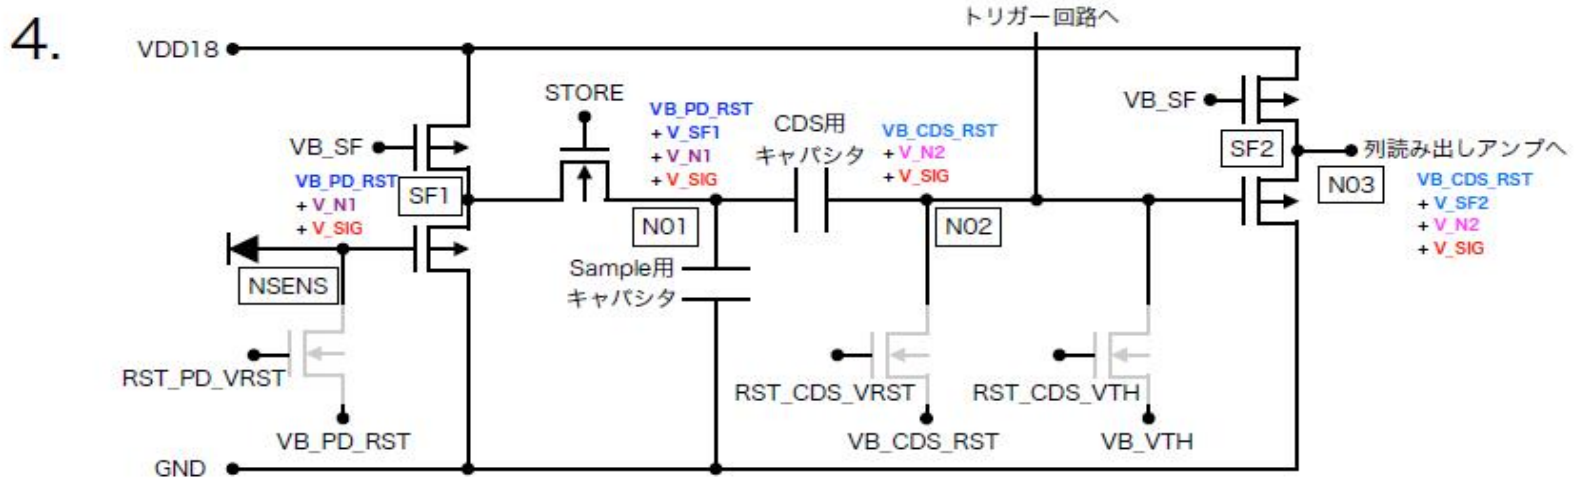 4.
トリガー回路へ
VDD18
STORE
VB_SF
VB_PD_RST
+ V_SF1
+ V_N1
+ V_SIG
CDS用
キャパシタ
VB_CDS_RST
+ V_N2
+ V_SIG
VB_SF
SF2
列読み出しアンプへ
N03
VB_CDS_RST
+ V_SF2
+ V_N2
+ V_SIG
VB_PD_RST
+ V_N1
+ V_SIG
SF1
N01
N02
NSENS
Sample用
キャパシタ
RST_PD_VRST
RST_CDS_VRST
RST_CDS_VTH
VB_PD_RST
VB_CDS_RST
VB_VTH
GND